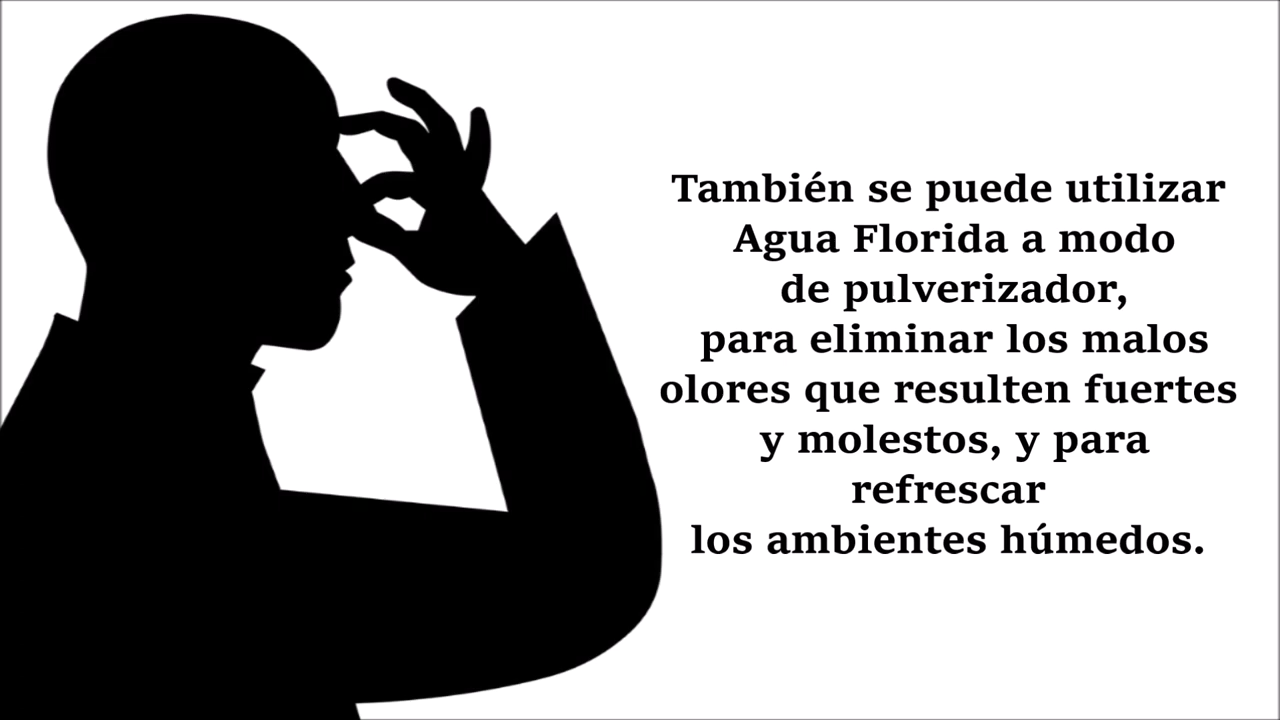 También se puede utilizar
Agua Florida a modo
de pulverizador,
para eliminar los malos
olores que resulten fuertes
y molestos, y para
refrescar
los ambientes húmedos.